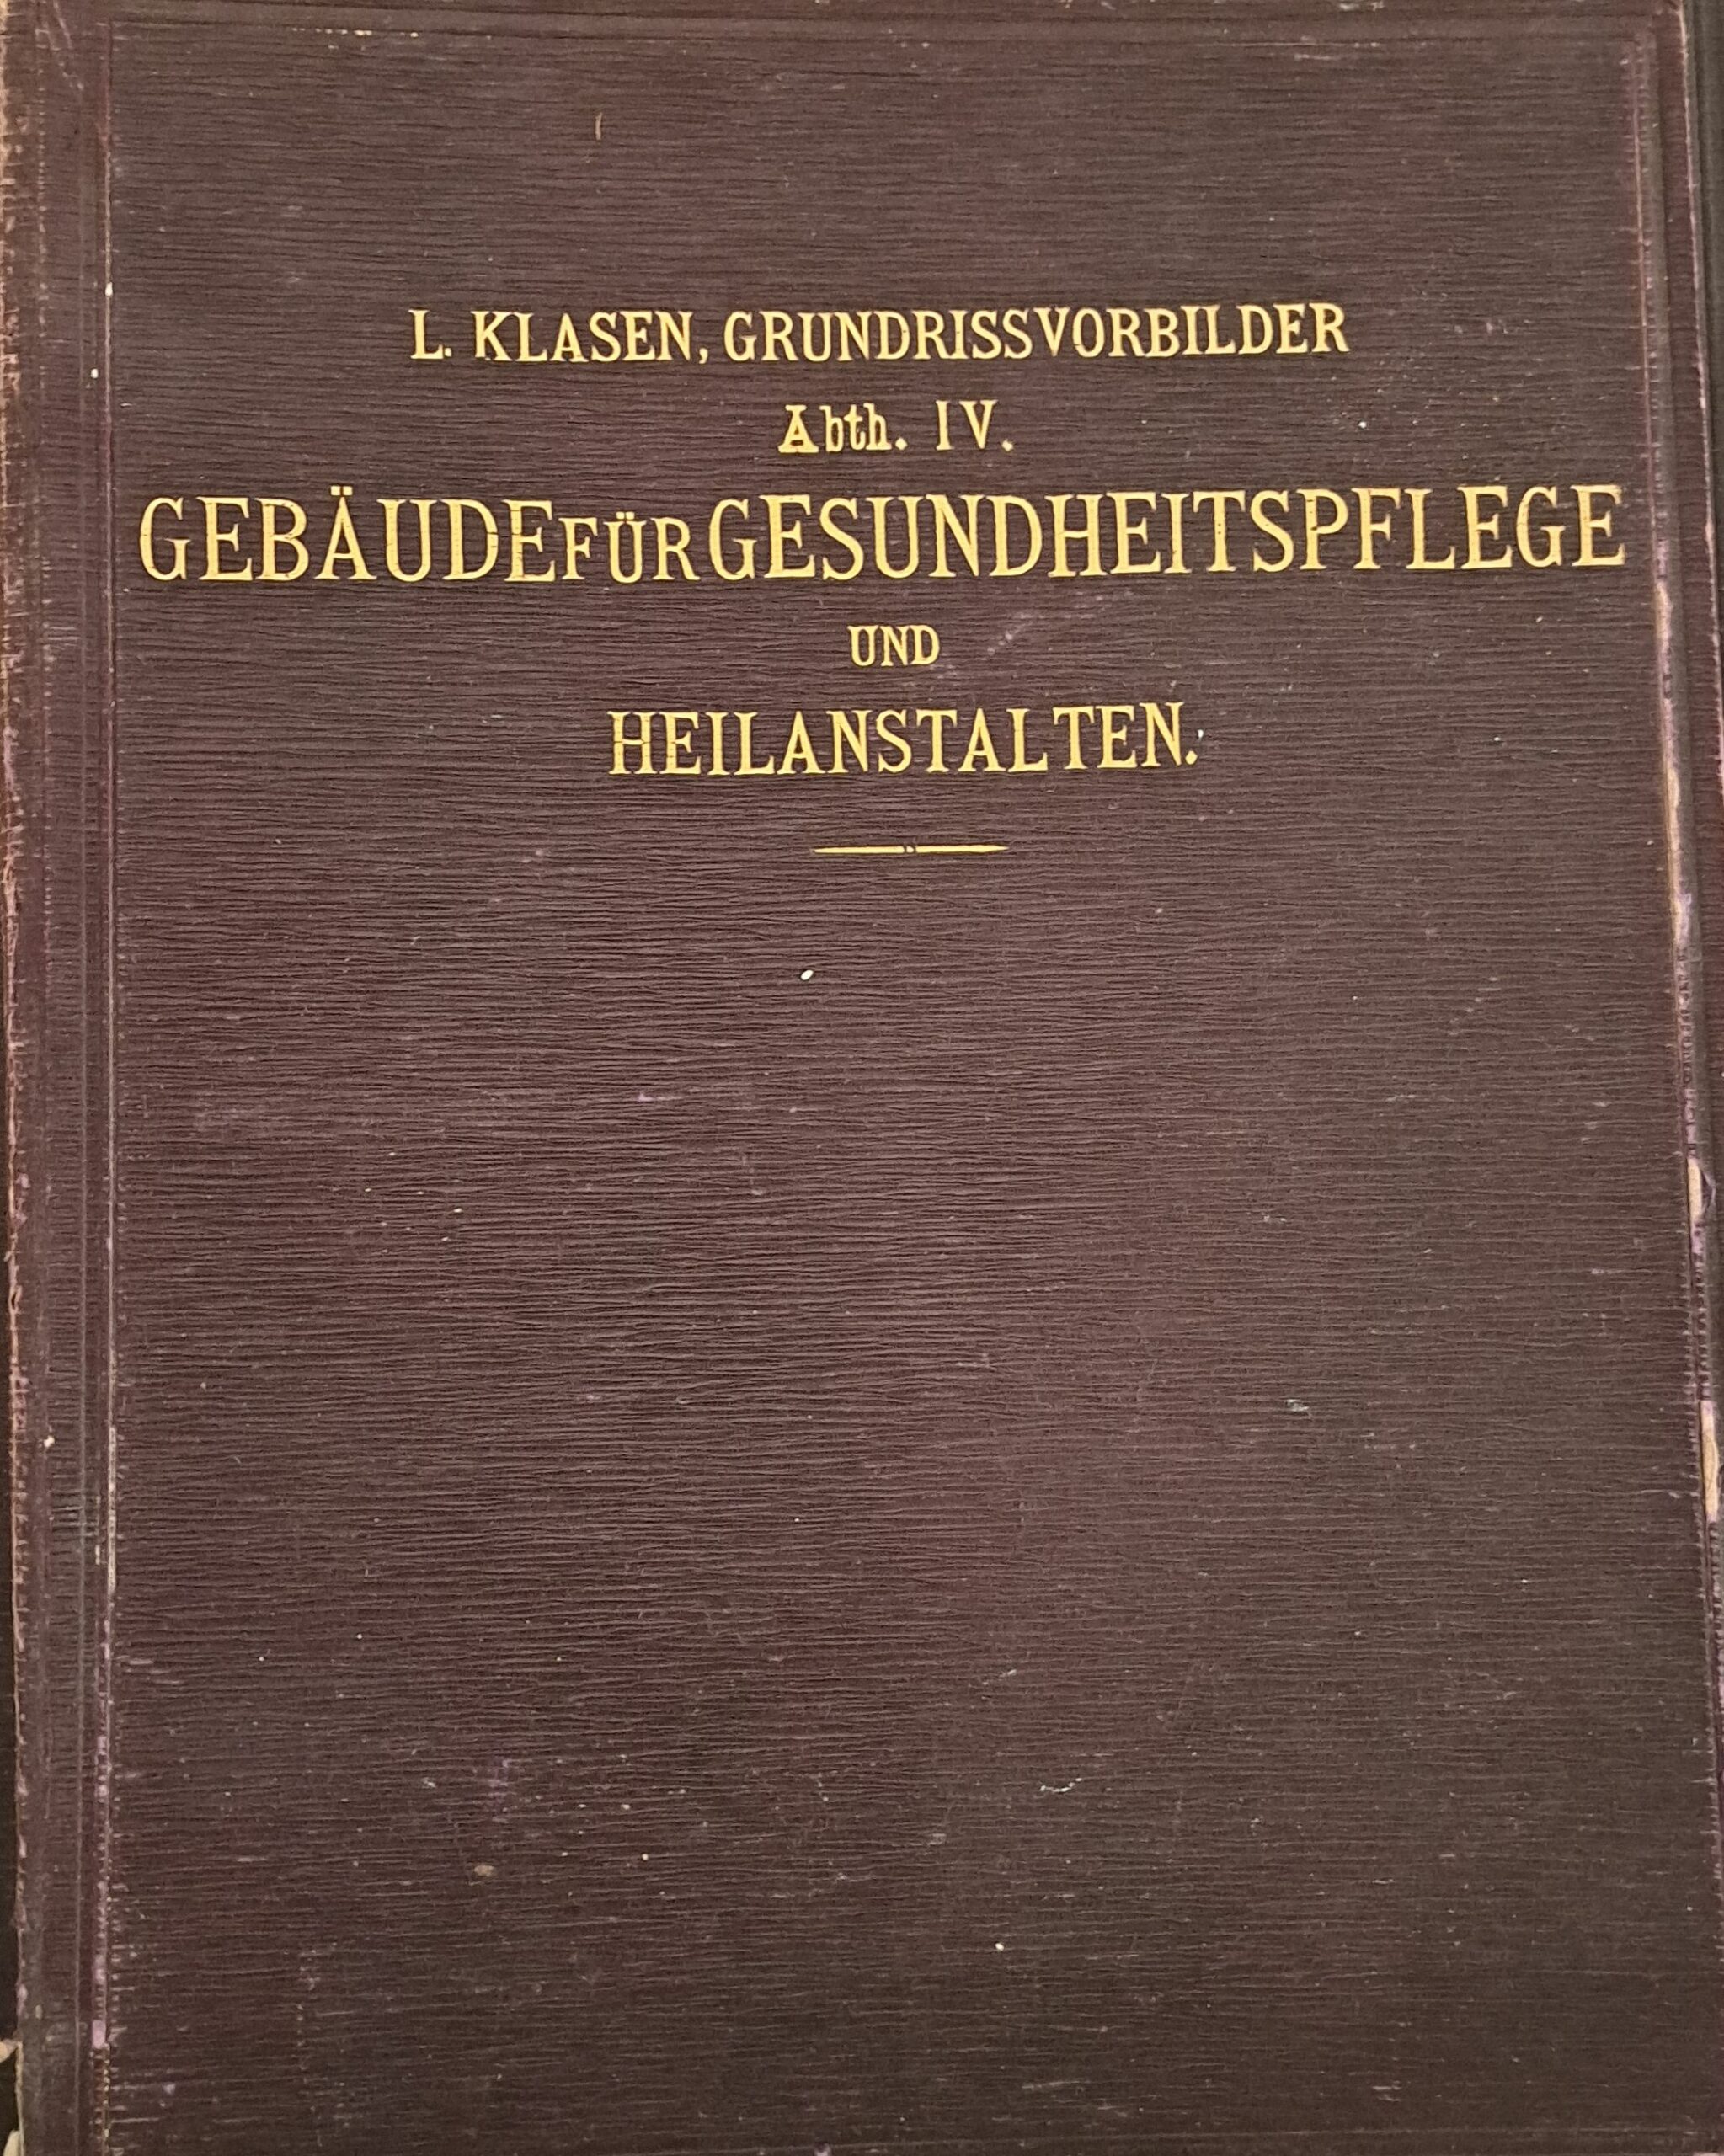 L. KLASEN, GRUNDRISSVORBILDER
Abth. IV.
GEBÄUDE FÜR GESUNDHEITSPFLEGE
UND
HEILANSTALTEN.